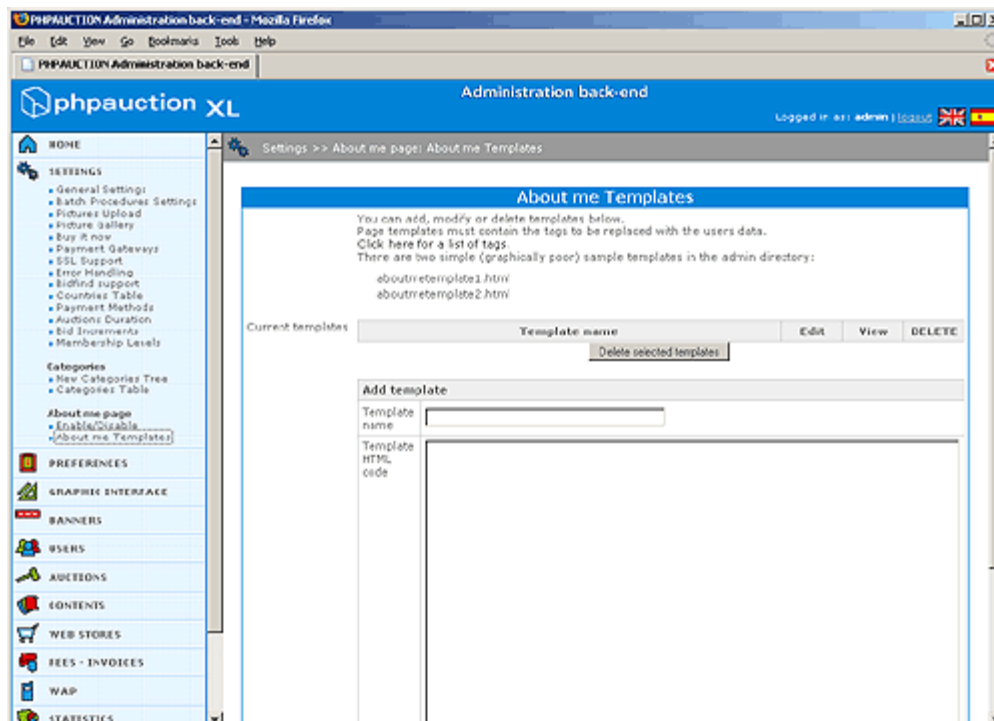 PHPAUCTION Administration back-end - Mozilla Firefox
File Edit View Go Bookmarks Tools Help
PHPAUCTION Administration back-end
phpauction XL
Administration back-end
Logged in as: admin | logout
HOME
SETTINGS
General Settings
Batch Procedures Settings
Pictures Upload
Picture Gallery
Buy it now
Payment Gateways
SSL Support
Error Handling
Bidfind support
Countries Table
Payment Methods
Auctions Duration
Bid Increments
Membership Levels
Categories
New Categories Tree
Categories Table
About me page
Enable/Disable
About me Templates
PREFERENCES
GRAPHIC INTERFACE
BANNERS
USERS
AUCTIONS
CONTENTS
WEB STORES
FEES - INVOICES
WAP
STATISTICS
Settings >> About me page: About me Templates
About me Templates
You can add, modify or delete templates below.
Page templates must contain the tags to be replaced with the users data.
Click here for a list of tags.
There are two simple (graphically poor) sample templates in the admin directory:
aboutmetemplate1.html
aboutmetemplate2.html
Current templates
Template name Edit View DELETE
Delete selected templates
Add template
Template
name
Template
HTML
code